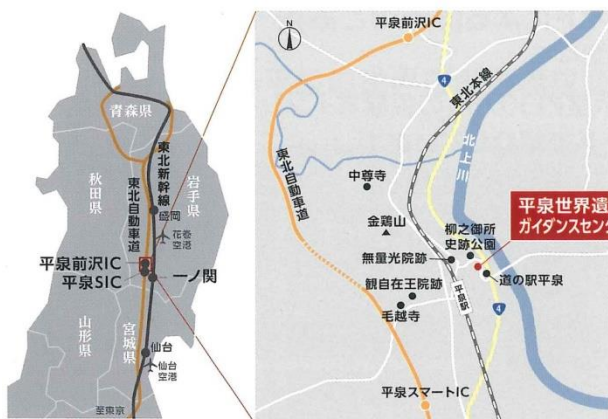 青森県
秋田県
岩手県
東北新幹線
東北自動車道
盛岡
花巻
空港
平泉前沢IC
平泉SIC
一ノ関
山形県
宮城県
仙台
仙台
空港
至東京
N
平泉前沢IC
4
東北本線
北上川
東北自動車道
中尊寺
金鶏山
柳之御所
史跡公園
平泉世界遺
ガイダンスセンタ
無量光院跡
道の駅平泉
観自在王院跡
平泉駅
毛越寺
4
平泉スマートIC